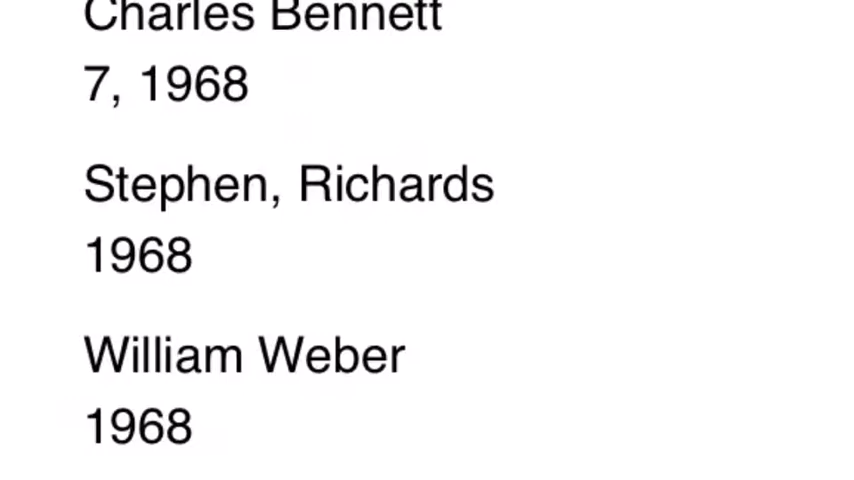 Charles Bennett
7, 1968
Stephen, Richards
1968
William Weber
1968